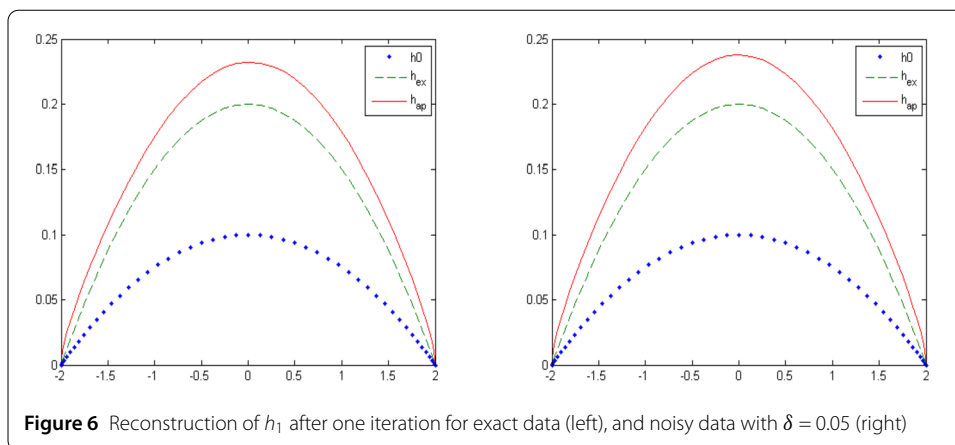 0.25
0.2
0.15
0.1
0.05
0
-2 -1.5 -1 -0.5 0 0.5 1 1.5 2
h0
h_ex
h_ap
0.25
0.2
0.15
0.1
0.05
0
-2 -1.5 -1 -0.5 0 0.5 1 1.5 2
h0
h_ex
h_ap
Figure 6 Reconstruction of h₁ after one iteration for exact data (left), and noisy data with δ = 0.05 (right)